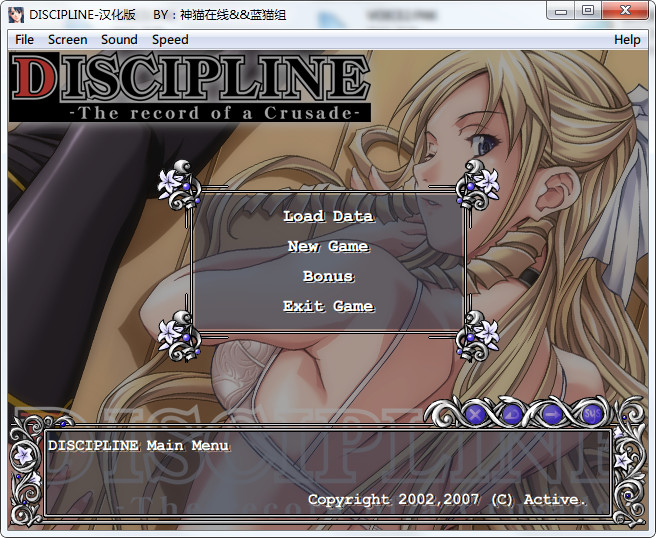 DISCIPLINE-汉化版 BY：神猫在线&&蓝猫组
File Screen Sound Speed Help
DISCIPLINE
-The record of a Crusade-
Load Data
New Game
Bonus
Exit Game
SYS
DISCIPLINE Main Menu
Copyright 2002,2007 (C) Active.